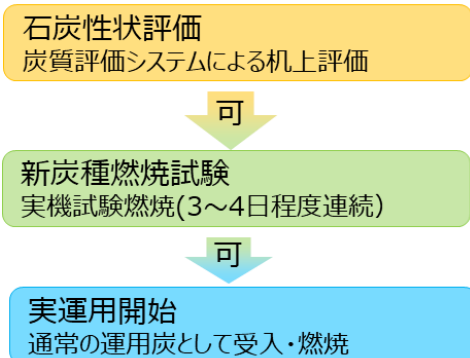 石炭性状評価
炭質評価システムによる机上評価
可
新炭種燃焼試験
実機試験燃焼(3～4日程度連続)
可
実運用開始
通常の運用炭として受入・燃焼